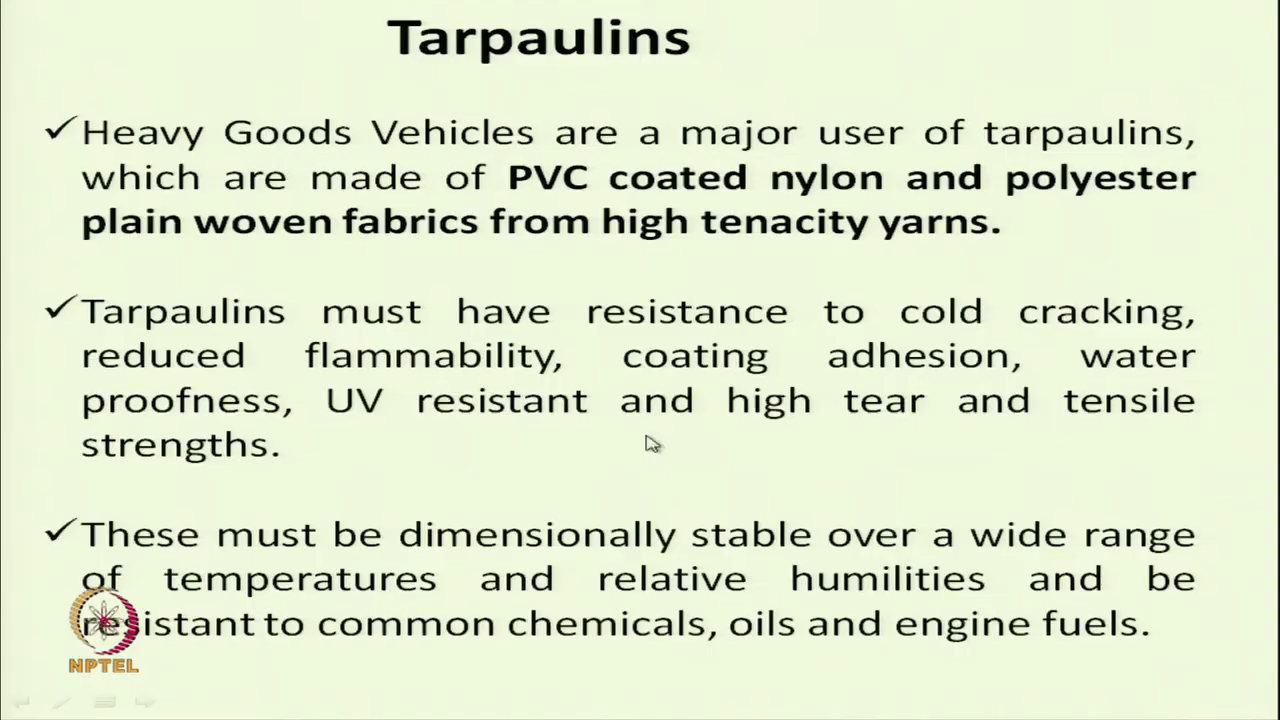 Tarpaulins
✓Heavy Goods Vehicles are a major user of tarpaulins,
which are made of PVC coated nylon and polyester
plain woven fabrics from high tenacity yarns.
✓Tarpaulins must have resistance to cold cracking,
reduced flammability, coating adhesion, water
proofness, UV resistant and high tear and tensile
strengths.
✓These must be dimensionally stable over a wide range
of temperatures and relative humilities and be
resistant to common chemicals, oils and engine fuels.
NPTEL